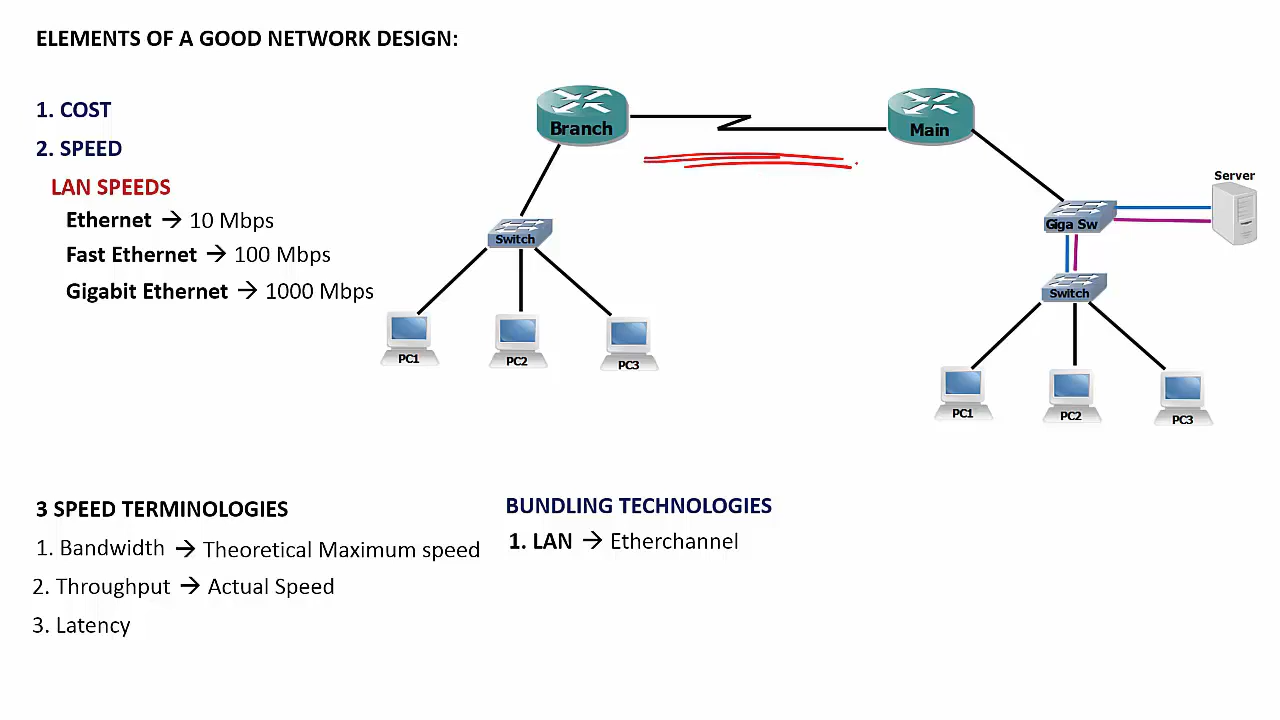 ELEMENTS OF A GOOD NETWORK DESIGN:
1. COST
2. SPEED
LAN SPEEDS
Ethernet → 10 Mbps
Fast Ethernet → 100 Mbps
Gigabit Ethernet → 1000 Mbps
Branch
Main
Server
Switch
Giga Sw
Switch
PC1
PC2
PC3
PC1
PC2
PC3
3 SPEED TERMINOLOGIES
1. Bandwidth → Theoretical Maximum speed
2. Throughput → Actual Speed
3. Latency
BUNDLING TECHNOLOGIES
1. LAN → Etherchannel